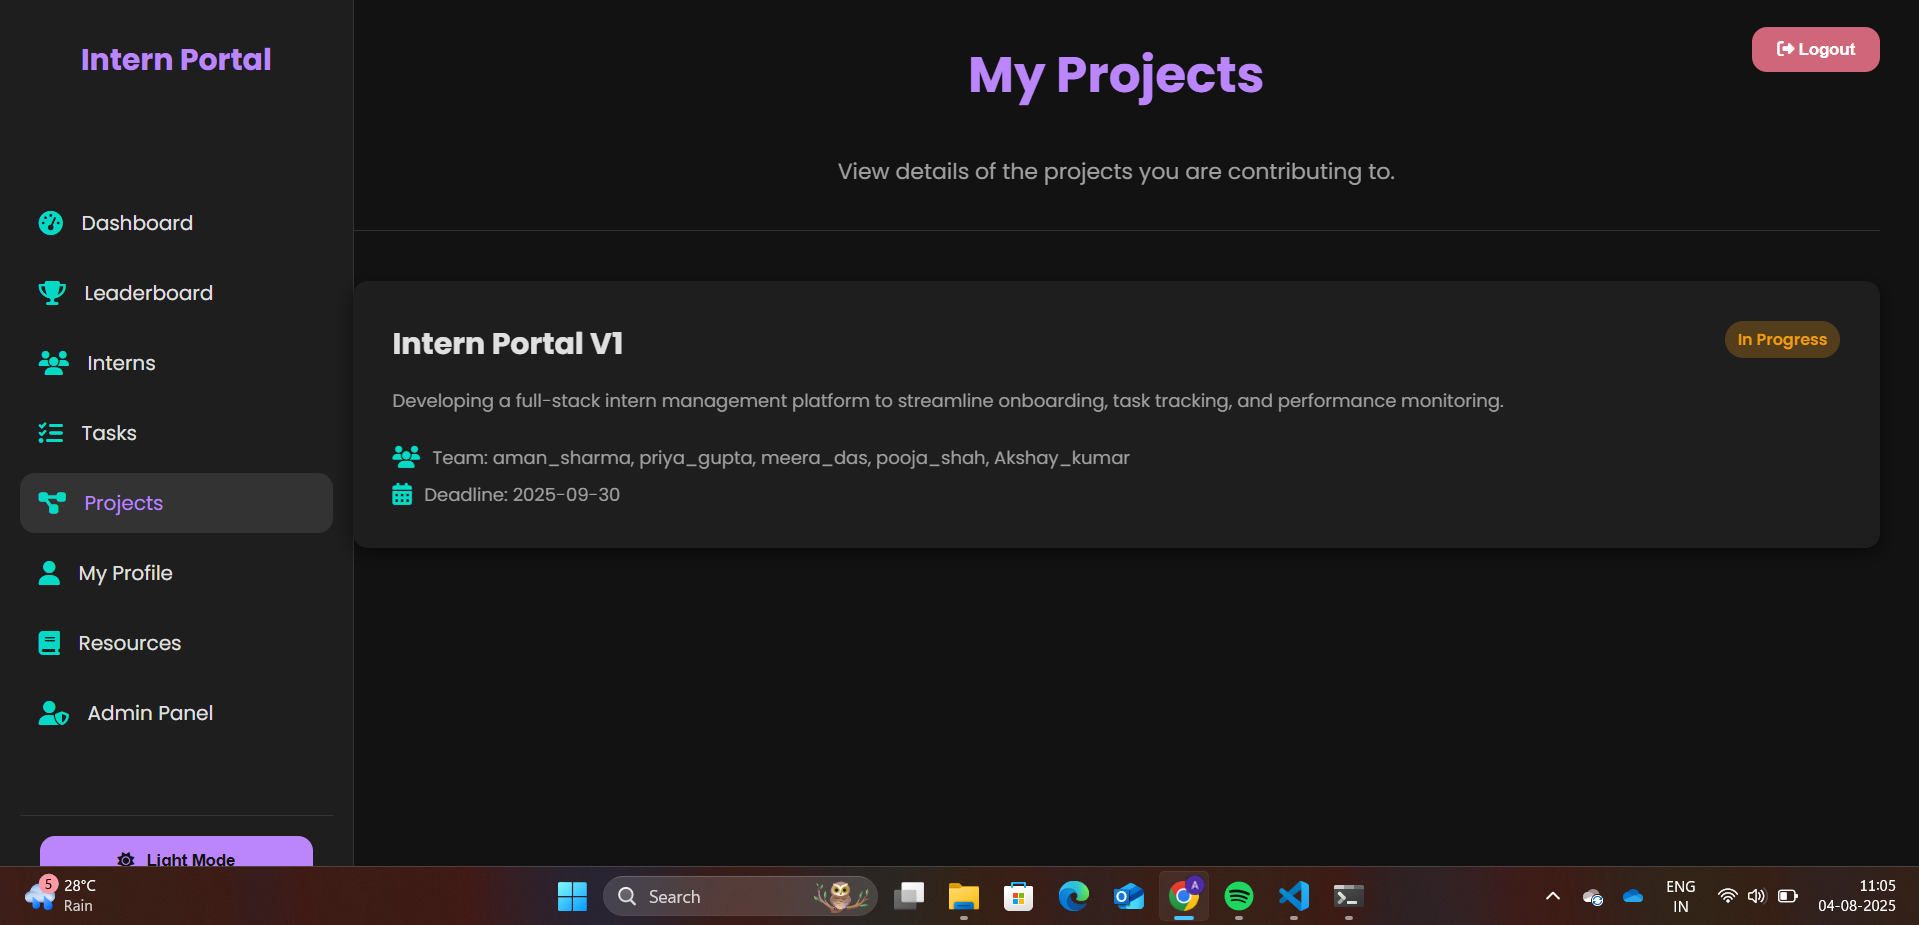 Intern Portal
Dashboard
Leaderboard
Interns
Tasks
Projects
My Profile
Resources
Admin Panel
Light Mode
Logout
My Projects
View details of the projects you are contributing to.
Intern Portal V1
In Progress
Developing a full-stack intern management platform to streamline onboarding, task tracking, and performance monitoring.
Team: aman_sharma, priya_gupta, meera_das, pooja_shah, Akshay_kumar
Deadline: 2025-09-30
5
28°C
Rain
Search
A
ENG
IN
11:05
04-08-2025